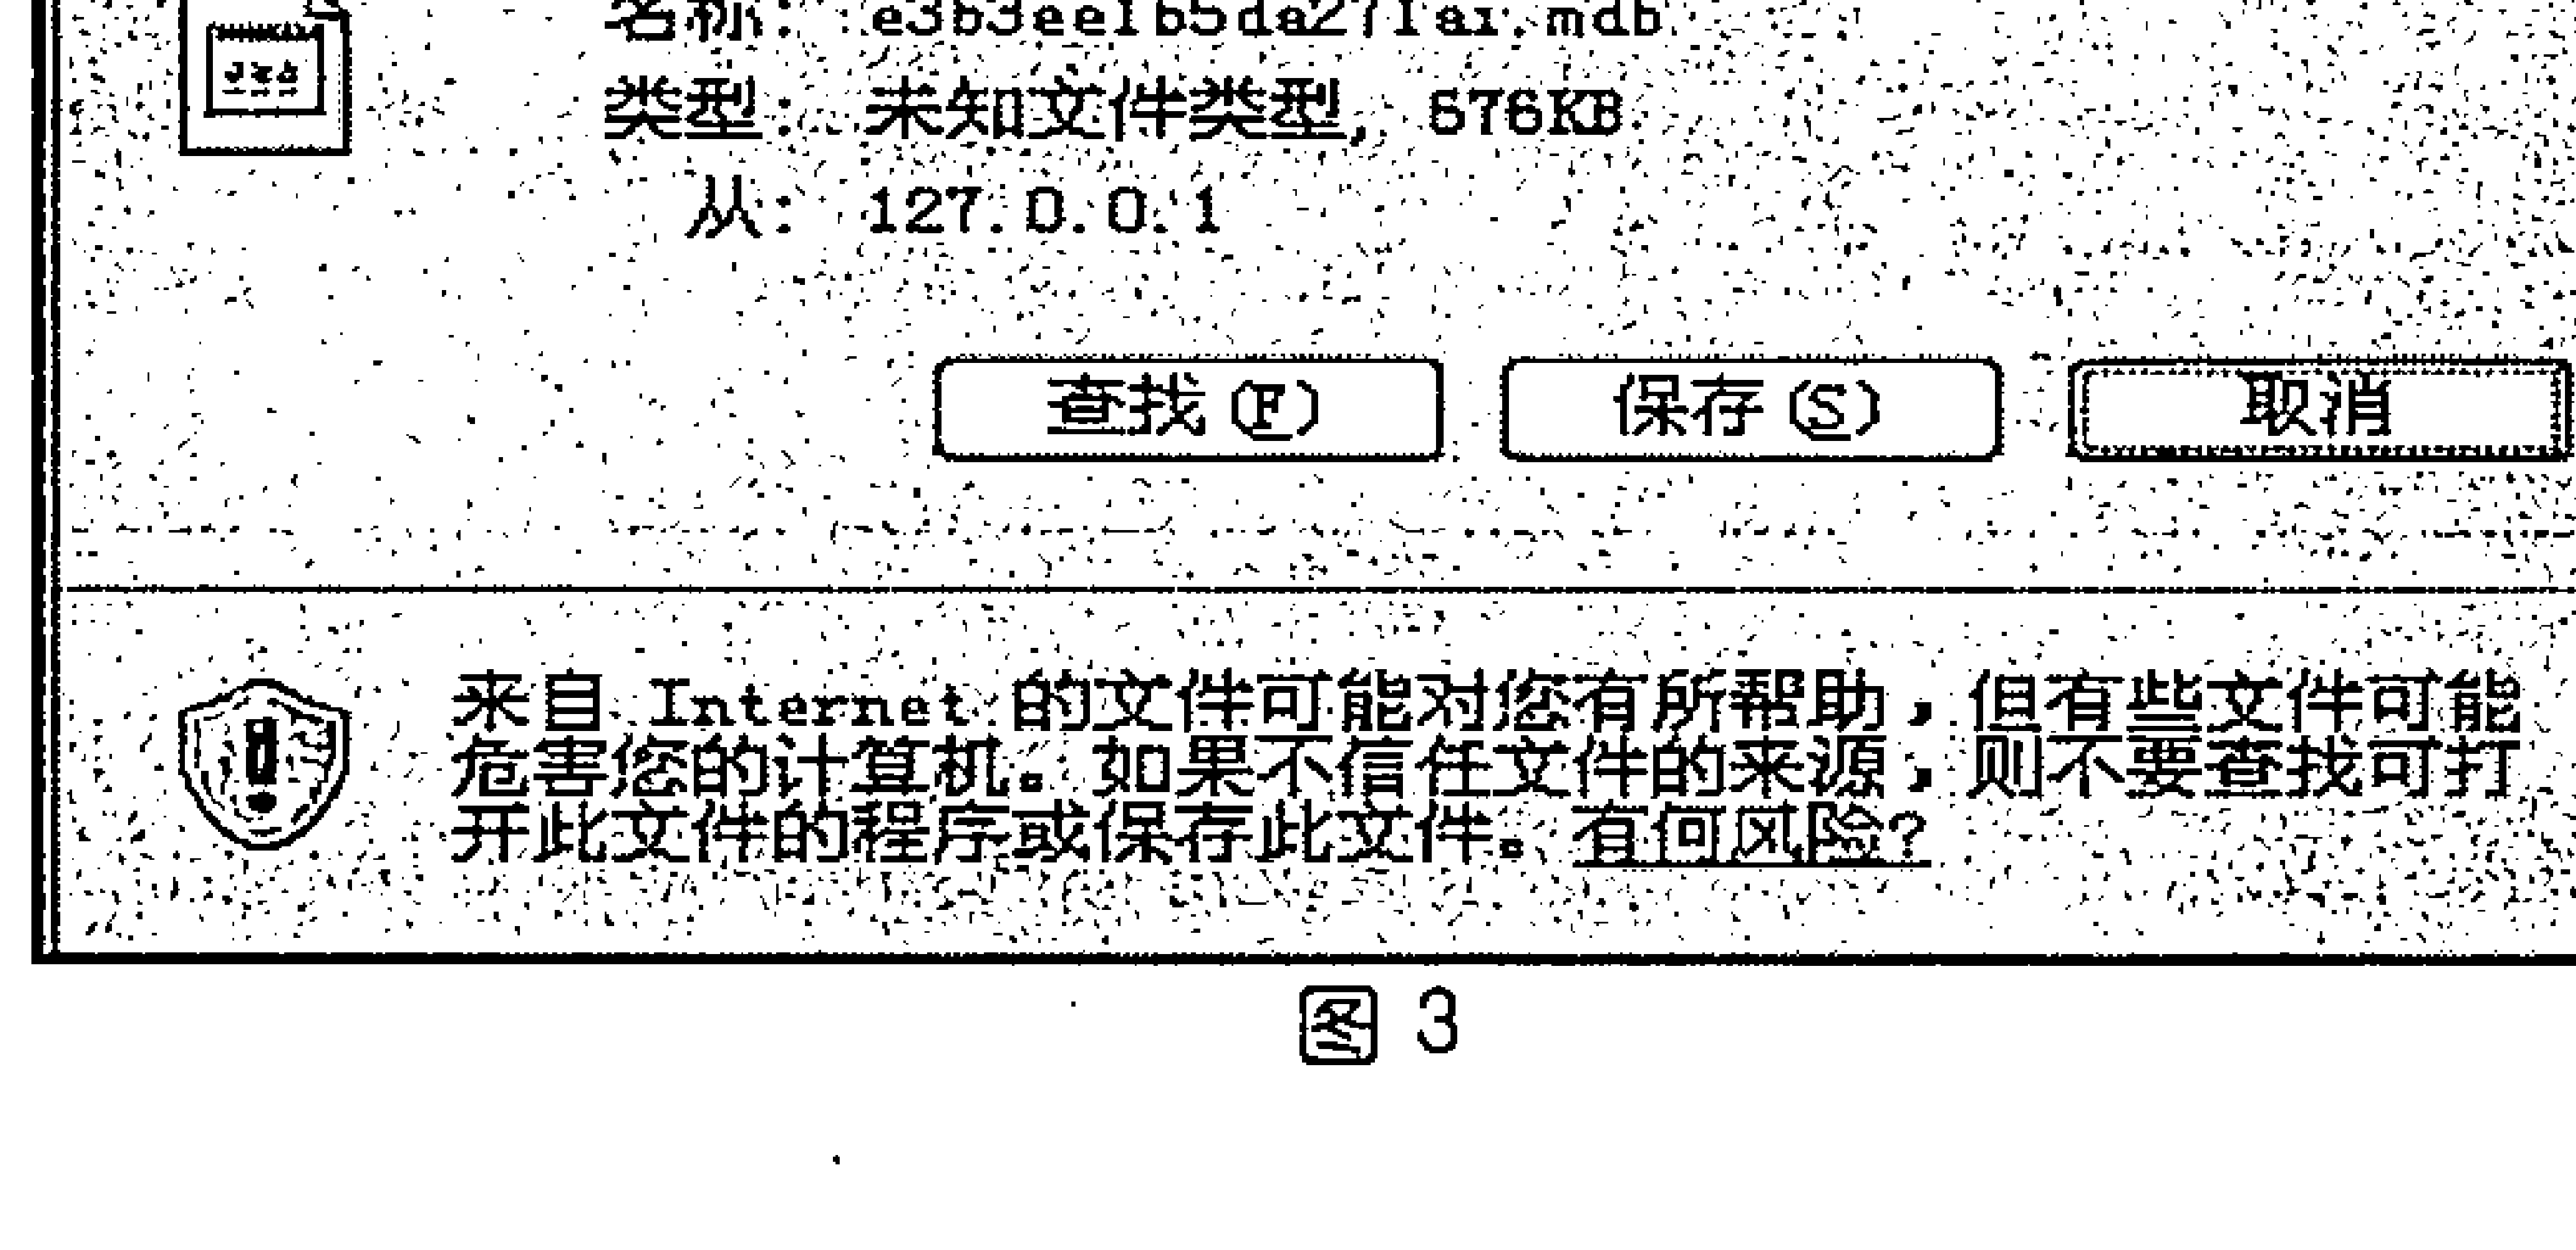 名称:
类型: 未知文件类型, 676KB
从: 127.0.0.1
查找(F) 保存(S) 取消
来自 Internet 的文件可能对您有所帮助，但有些文件可能
危害您的计算机。如果不信任文件的来源，则不要查找可打
开此文件的程序或保存此文件。有何风险?
图 3